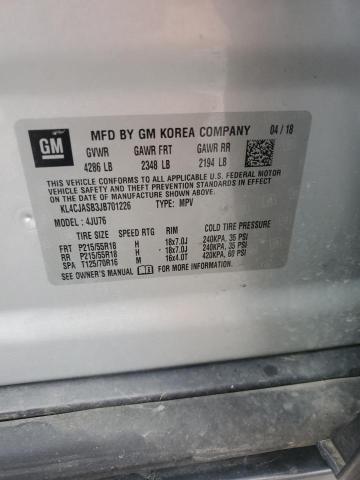 MFD BY GM KOREA COMPANY 04/18
GM
GVWR GAWR FRT GAWR RR
4286 LB 2348 LB 2194 LB
THIS VEHICLE CONFORMS TO ALL APPLICABLE U.S. FEDERAL MOTOR
VEHICLE SAFETY, BUMPER, AND THEFT PREVENTION STANDARDS
IN EFFECT ON THE DATE OF MANUFACTURE SHOWN ABOVE.
KL4CJASB3JB701226 TYPE: MPV
MODEL: 4JU76
TIRE SIZE SPEED RTG RIM COLD TIRE PRESSURE
FRT P215/55R18 H 18x7.0J 240KPA, 35 PSI
RR P215/55R18 H 18x7.0J 240KPA, 35 PSI
SPA T125/70R16 M 16x4.0T 420KPA, 60 PSI
SEE OWNER'S MANUAL FOR ADDITIONAL INFORMATION.